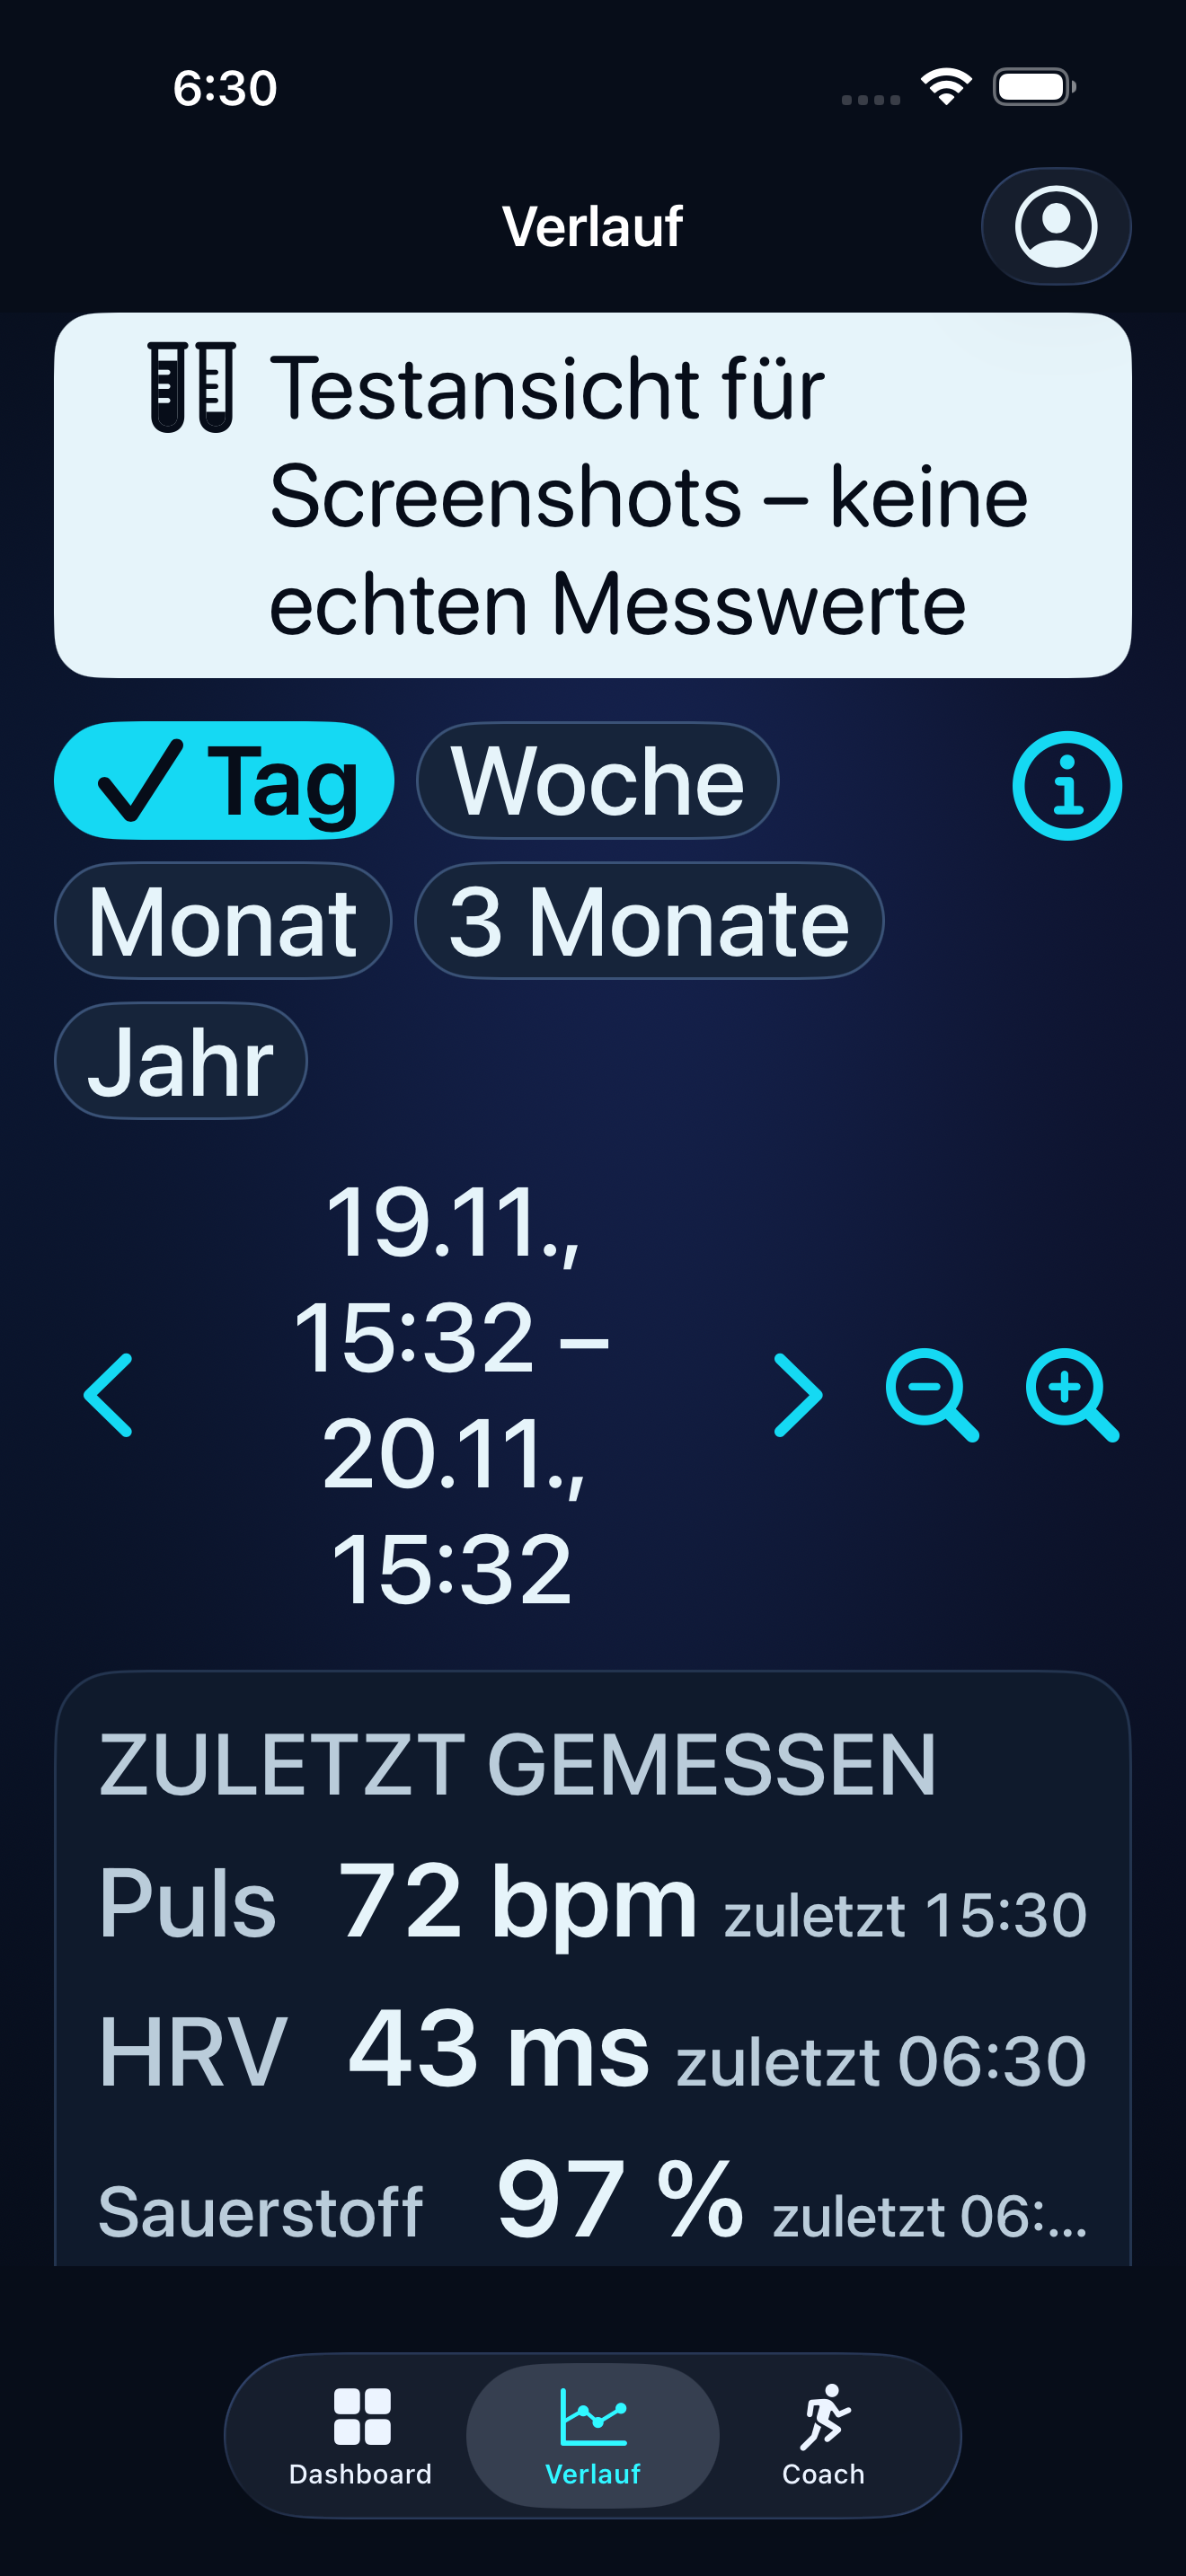 6:30
Verlauf
Testansicht für
Screenshots – keine
echten Messwerte
Tag
Woche
Monat
3 Monate
Jahr
19.11.,
15:32 –
20.11.,
15:32
ZULETZT GEMESSEN
Puls 72 bpm zuletzt 15:30
HRV 43 ms zuletzt 06:30
Sauerstoff 97 % zuletzt 06:...
Dashboard
Verlauf
Coach